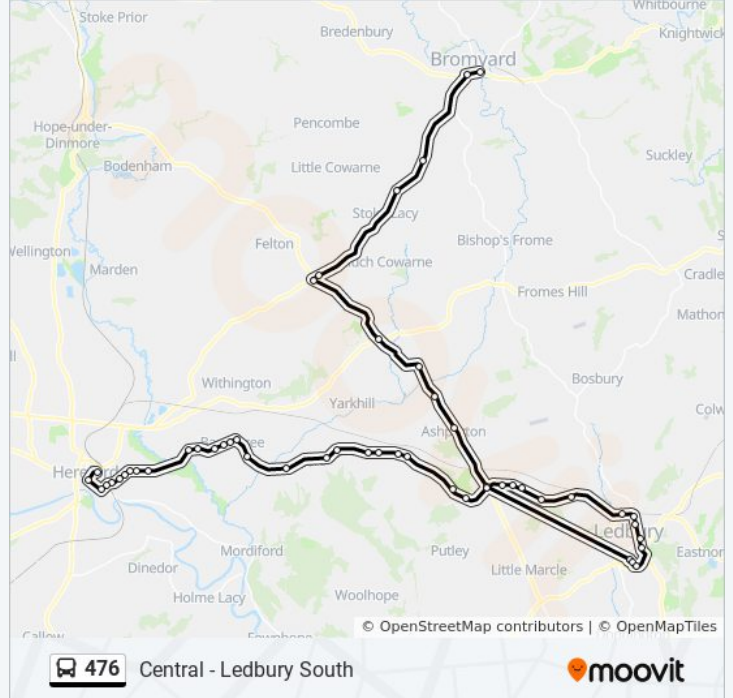 Whitbourne
Stoke Prior
Bredenbury
Knightwick
Bromyard
Hope-under-
Dinmore
Pencombe
Bodenham
Little Cowarne
Suckley
Stoke Lacy
Felton
Bishop's Frome
Wellington
Marden
Much Cowarne
Cradle
Fromes Hill
Mathon
Withington
Bosbury
Yarkhill
Colw
Hereford
Ledbury
Mordiford
Putley
Eastnor
Dinedor
Little Marcle
Woolhope
Holme Lacy
© OpenStreetMap contributors | © OpenMapTiles
Callow
476 Central - Ledbury South
moovit